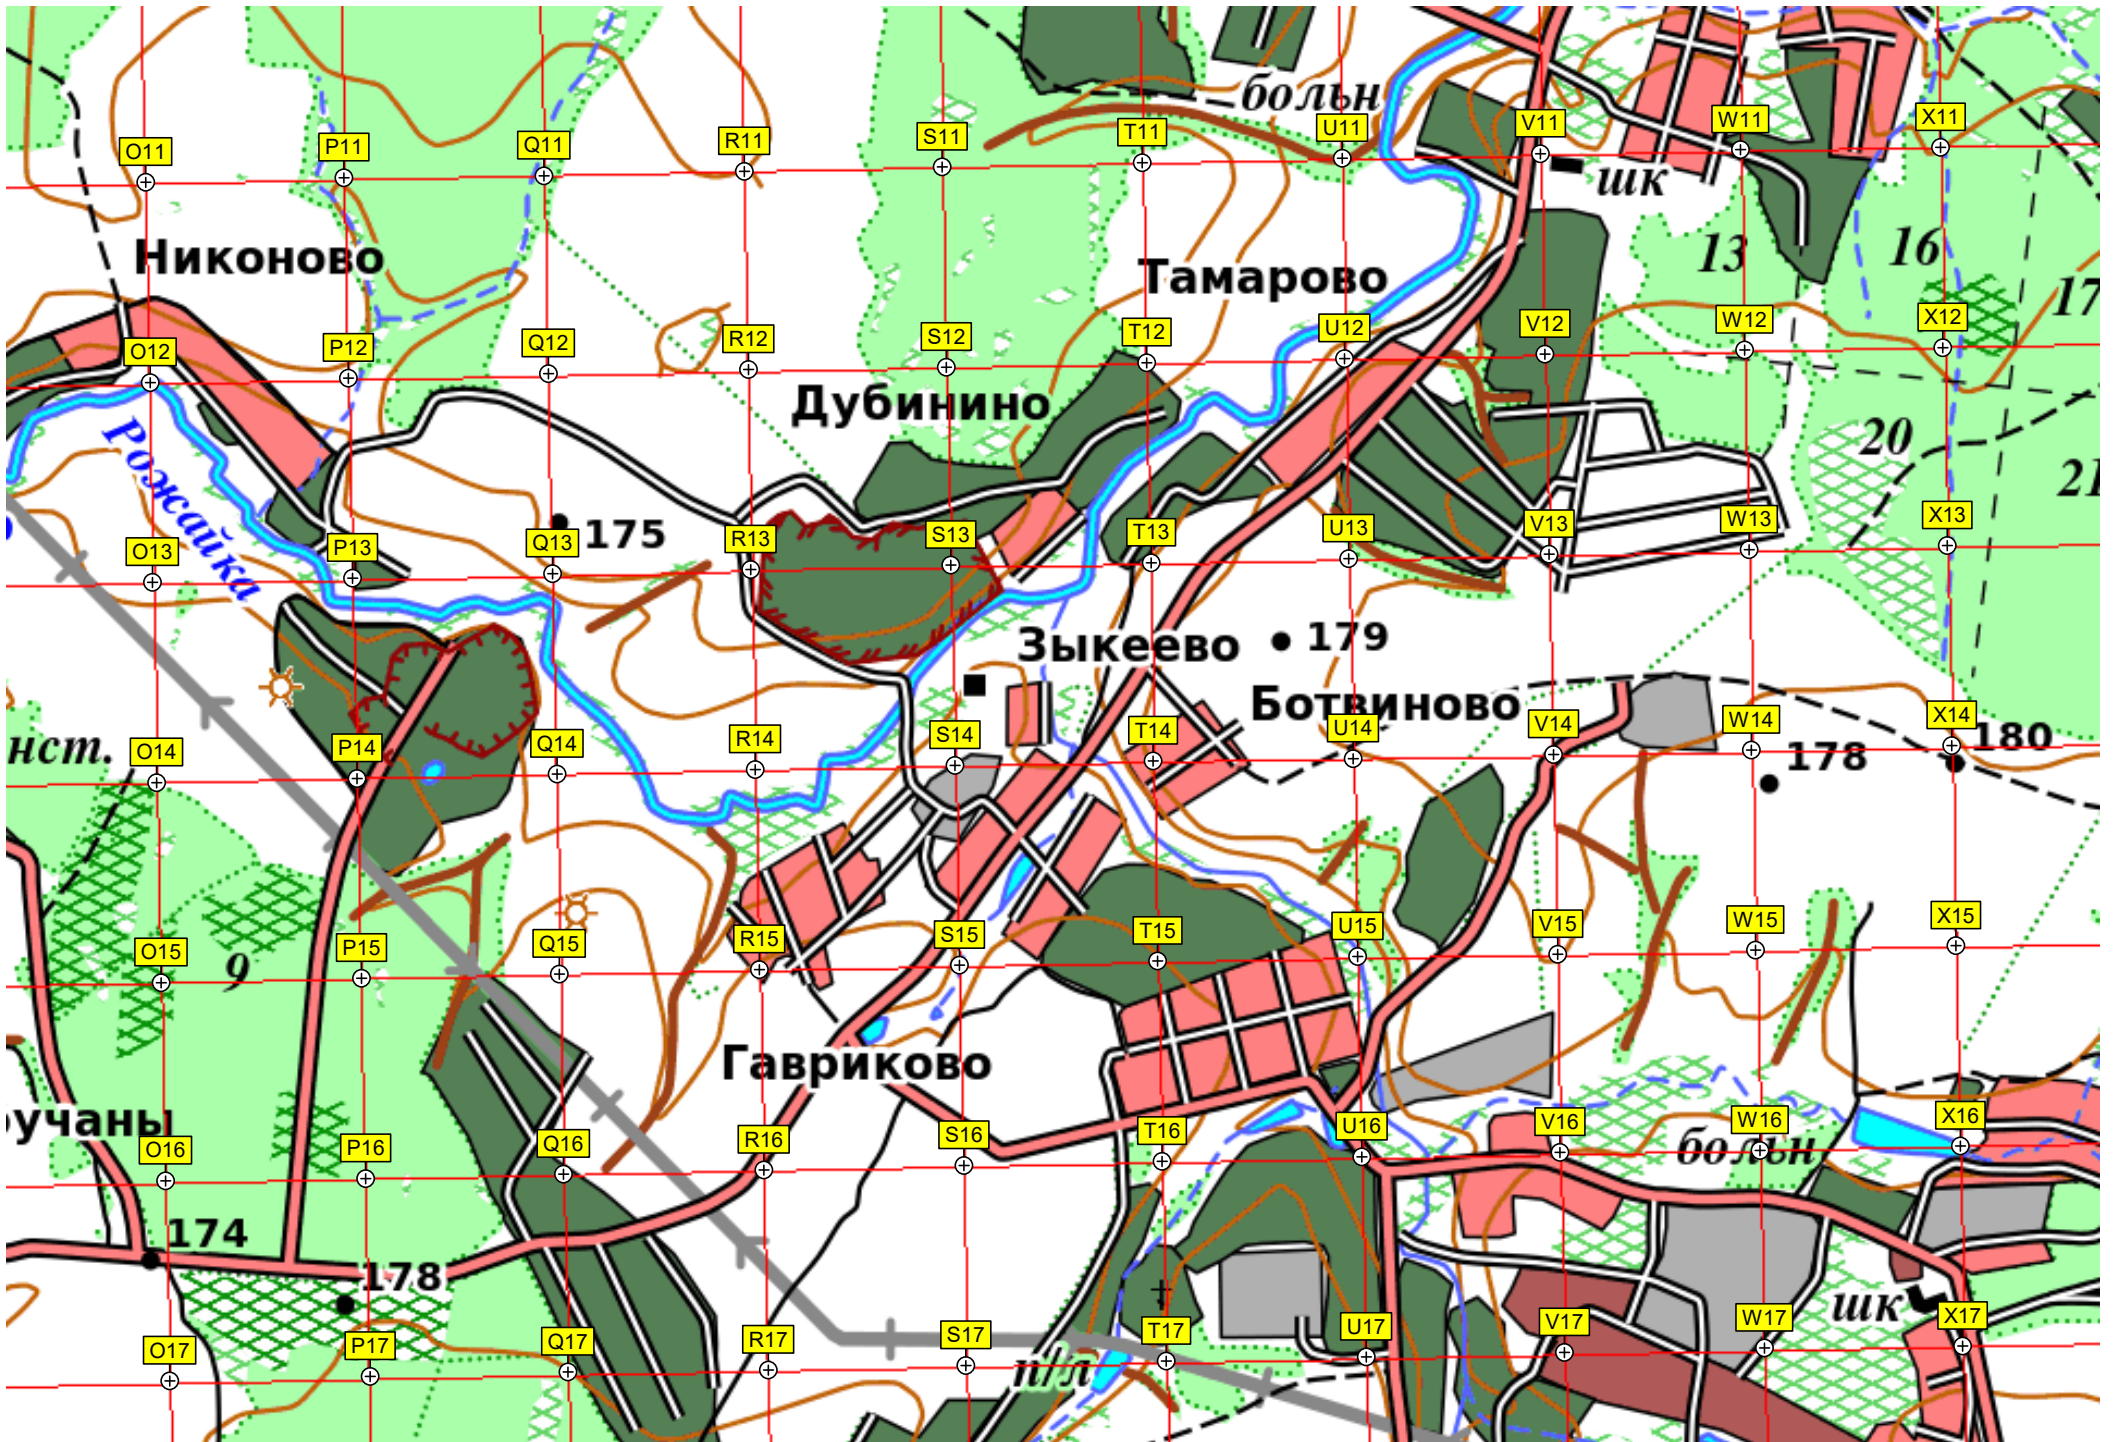 больн
O11 P11 Q11 R11 S11 T11 U11 V11 W11 X11
шк
Никоново
13 16
Тамарово
17
O12 P12 Q12 R12 S12 T12 U12 V12 W12 X12
Дубинино
20
21
Рожайка
175
O13 P13 Q13 R13 S13 T13 U13 V13 W13 X13
Зыкеево 179
Ботвиново
нст.
O14 P14 Q14 R14 S14 T14 U14 V14 W14 X14
178 180
9
O15 P15 Q15 R15 S15 T15 U15 V15 W15 X15
Гавриково
учаны
больн
O16 P16 Q16 R16 S16 T16 U16 V16 W16 X16
174
178
шк
O17 P17 Q17 R17 S17 T17 U17 V17 W17 X17
п/л